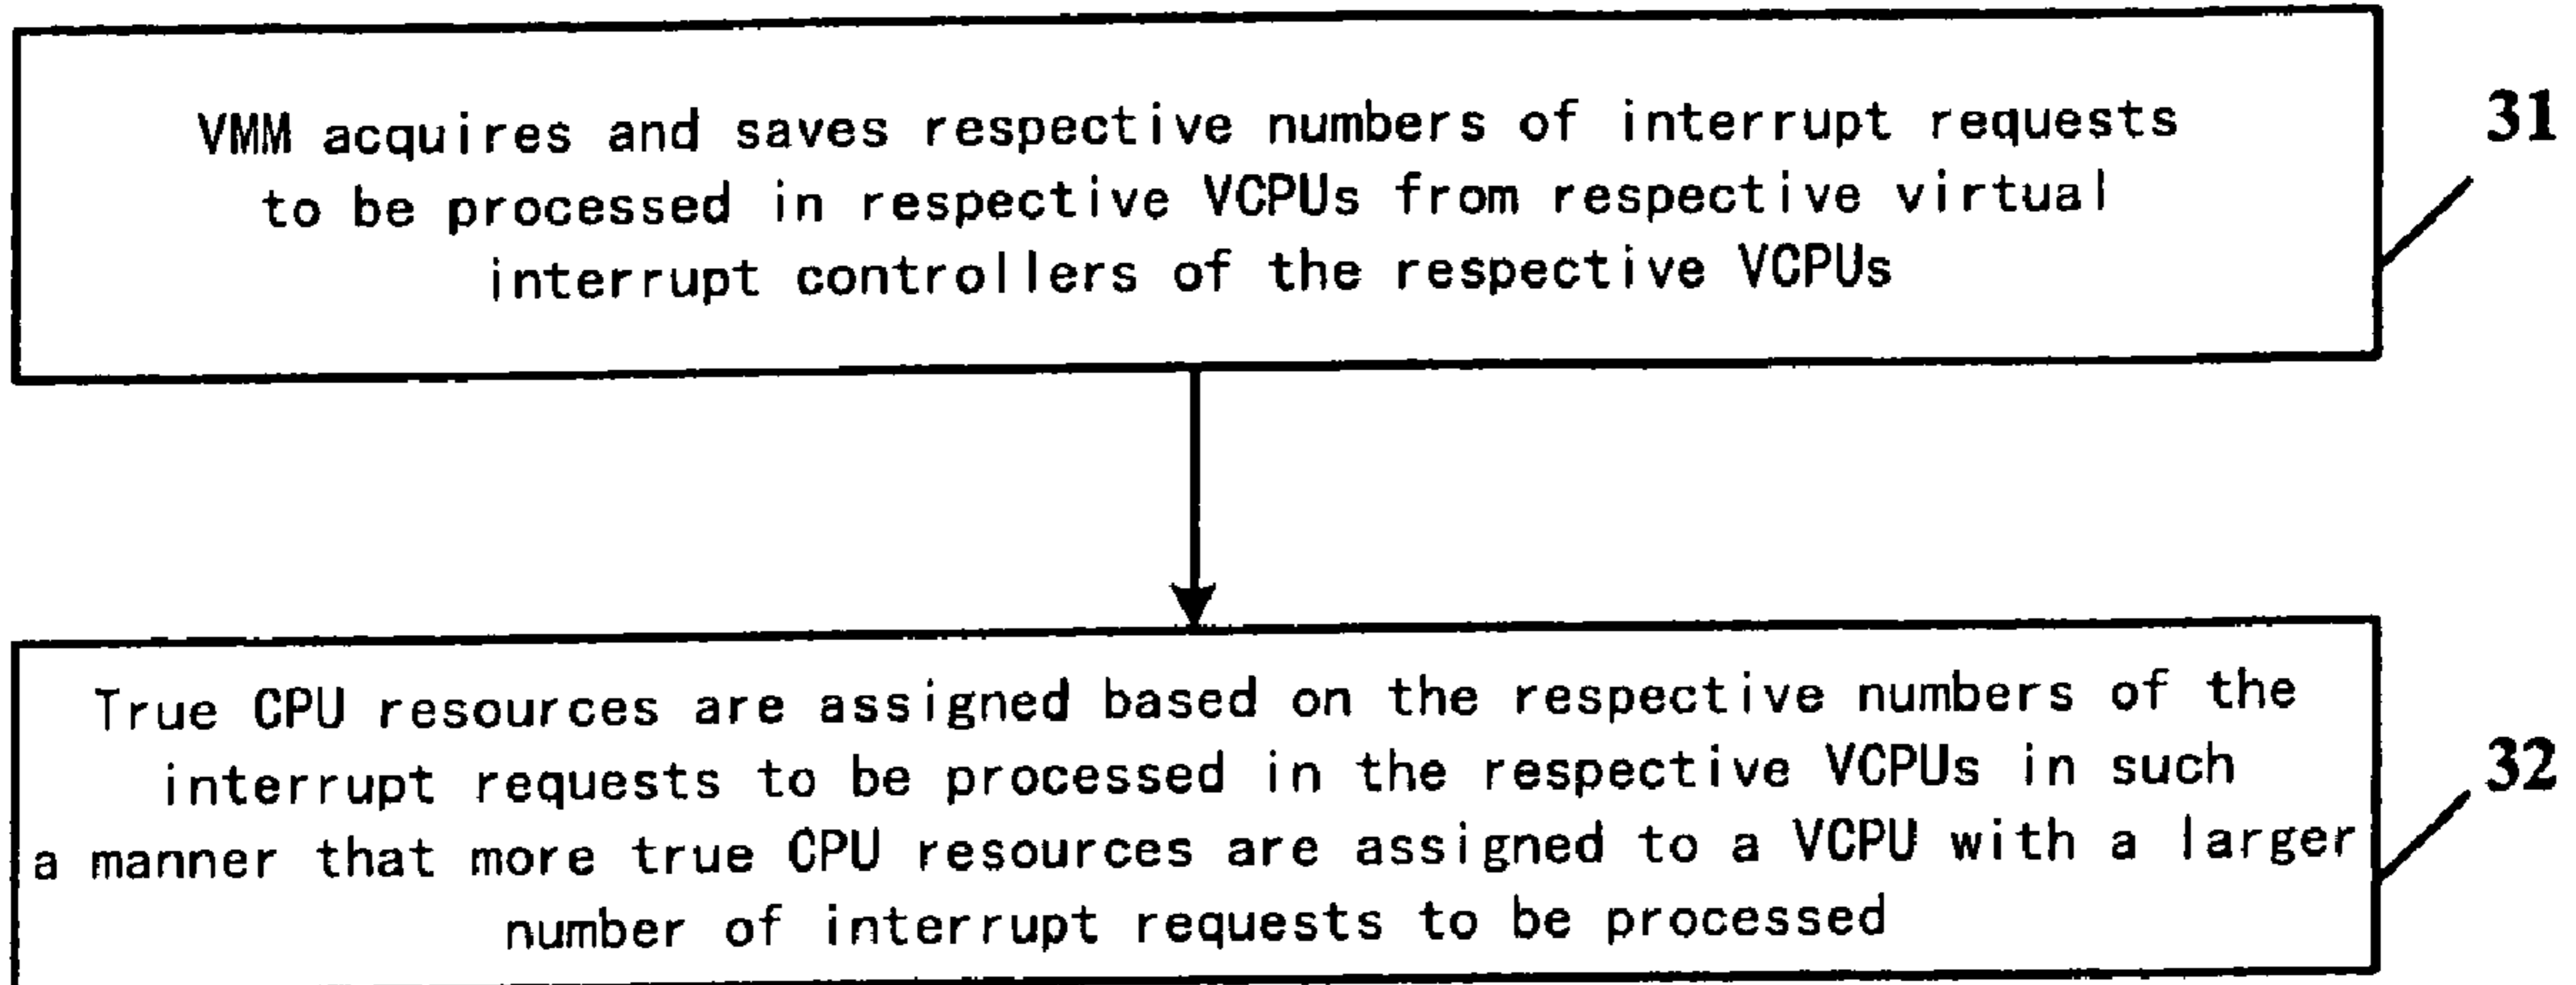 VMM acquires and saves respective numbers of interrupt requests
to be processed in respective VCPUs from respective virtual
interrupt controllers of the respective VCPUs
31
True CPU resources are assigned based on the respective numbers of the
interrupt requests to be processed in the respective VCPUs in such
a manner that more true CPU resources are assigned to a VCPU with a larger
number of interrupt requests to be processed
32